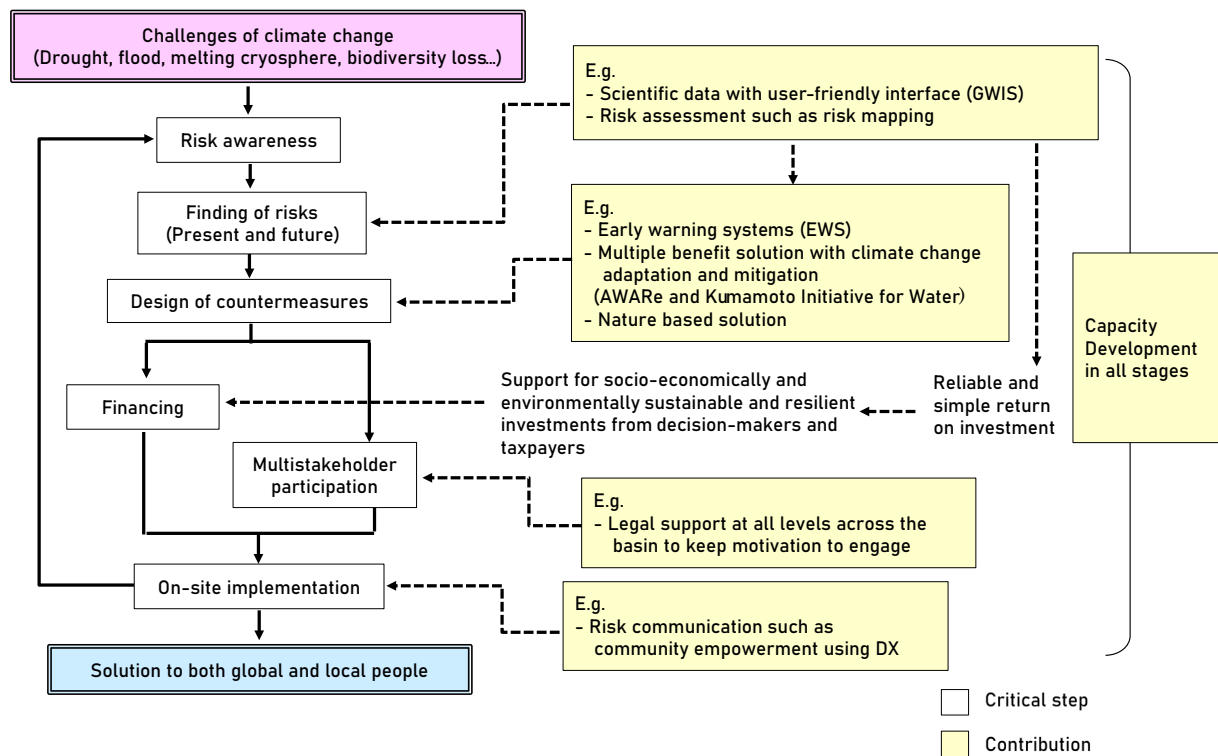 Challenges of climate change
(Drought, flood, melting cryosphere, biodiversity loss...)
Risk awareness
Finding of risks
(Present and future)
Design of countermeasures
Financing
Multistakeholder
participation
On-site implementation
Solution to both global and local people
E.g.
- Scientific data with user-friendly interface (GWIS)
- Risk assessment such as risk mapping
E.g.
- Early warning systems (EWS)
- Multiple benefit solution with climate change
adaptation and mitigation
(AWARe and Kumamoto Initiative for Water)
- Nature based solution
Support for socio-economically and
environmentally sustainable and resilient
investments from decision-makers and
taxpayers
Reliable and
simple return
on investment
E.g.
- Legal support at all levels across the
basin to keep motivation to engage
E.g.
- Risk communication such as
community empowerment using DX
Capacity
Development
in all stages
Critical step
Contribution